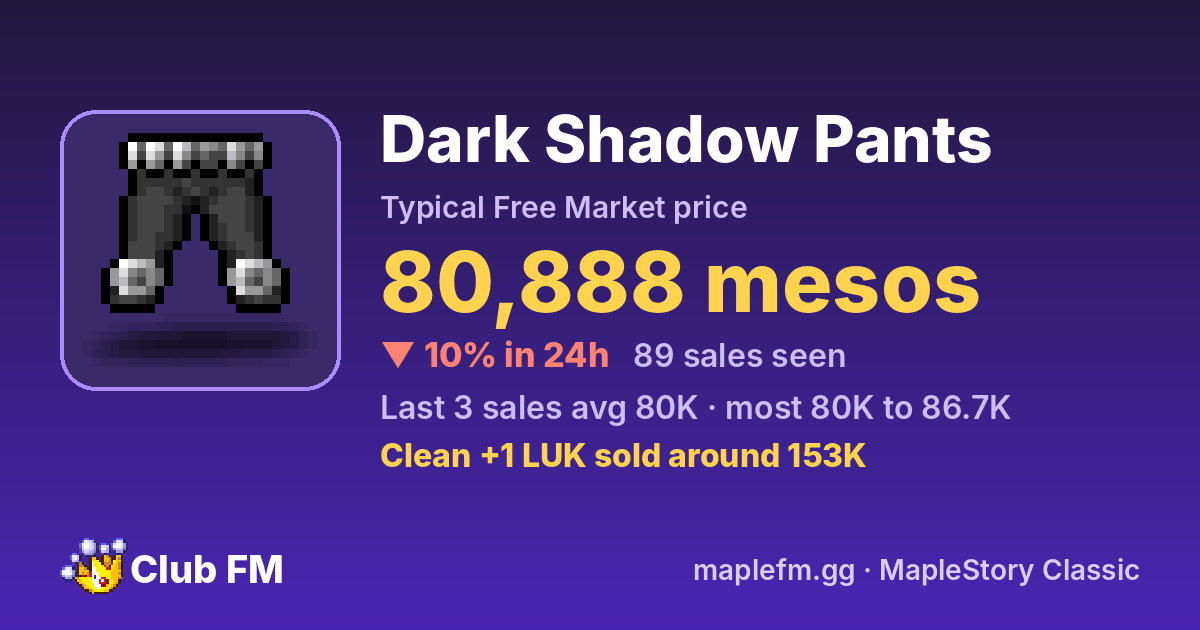 Dark Shadow Pants
Typical Free Market price
80,888 mesos
▼ 10% in 24h 89 sales seen
Last 3 sales avg 80K · most 80K to 86.7K
Clean +1 LUK sold around 153K
Club FM
maplefm.gg · MapleStory Classic